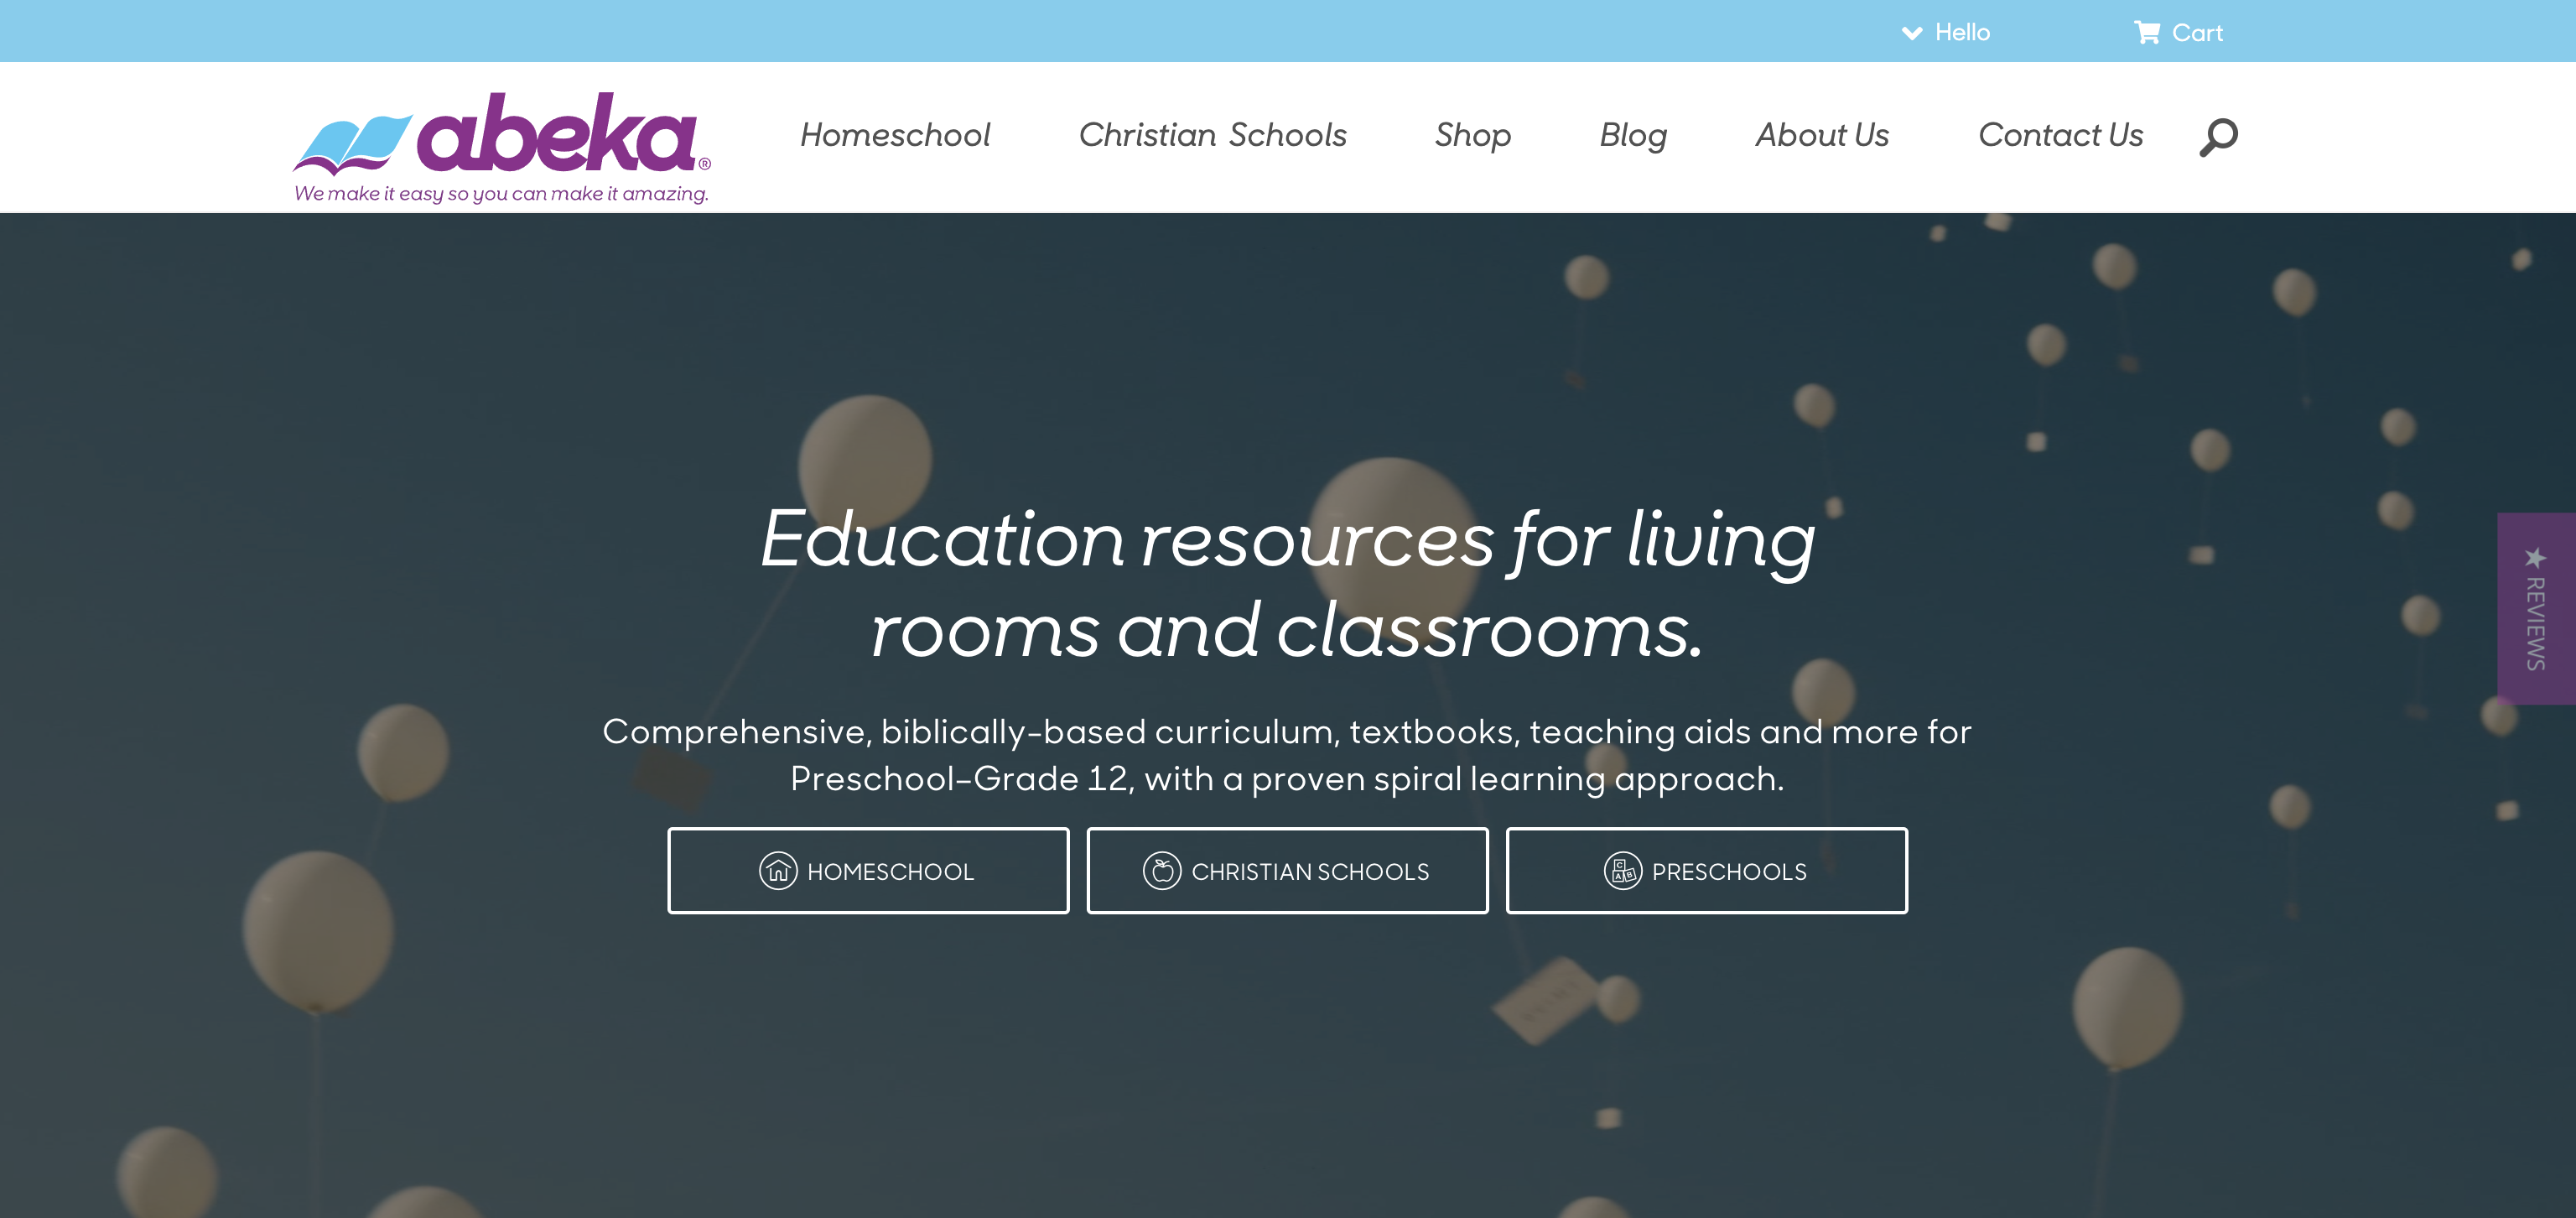 Hello
Cart
abeka®
We make it easy so you can make it amazing.
Homeschool
Christian Schools
Shop
Blog
About Us
Contact Us
Education resources for living
rooms and classrooms.
Comprehensive, biblically-based curriculum, textbooks, teaching aids and more for
Preschool–Grade 12, with a proven spiral learning approach.
HOMESCHOOL
CHRISTIAN SCHOOLS
C
A B
PRESCHOOLS
★ REVIEWS